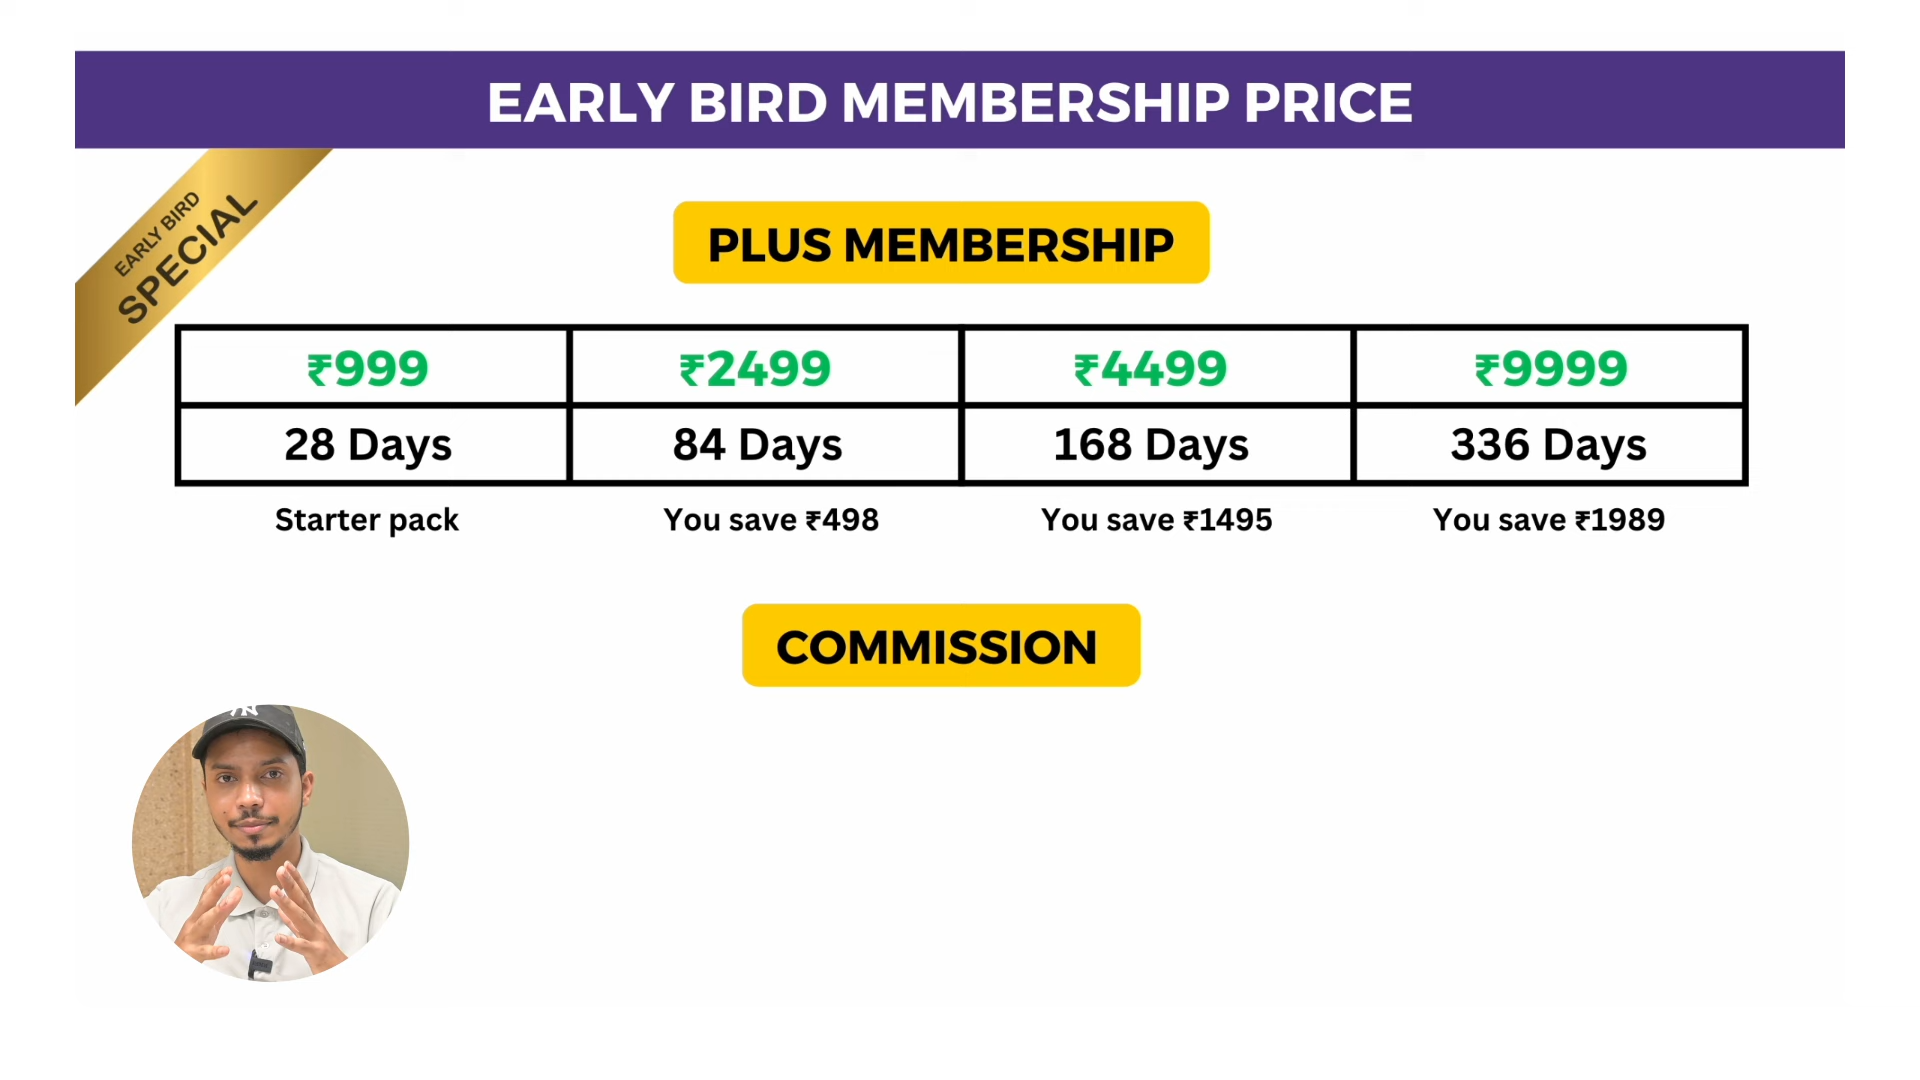 EARLY BIRD MEMBERSHIP PRICE
EARLY BIRD
SPECIAL
PLUS MEMBERSHIP
₹999 ₹2499 ₹4499 ₹9999
28 Days 84 Days 168 Days 336 Days
Starter pack You save ₹498 You save ₹1495 You save ₹1989
COMMISSION